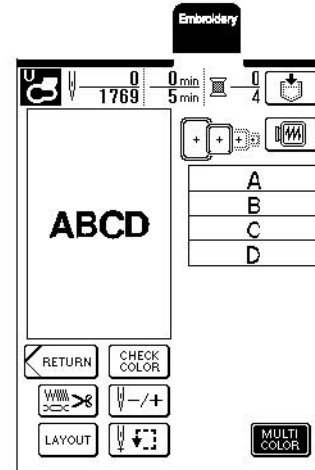 Embroidery
U 0 0 min 0
1769 5 min 4
A
B
ABCD
C
D
RETURN
CHECK
COLOR
-/+
LAYOUT
MULTI
COLOR